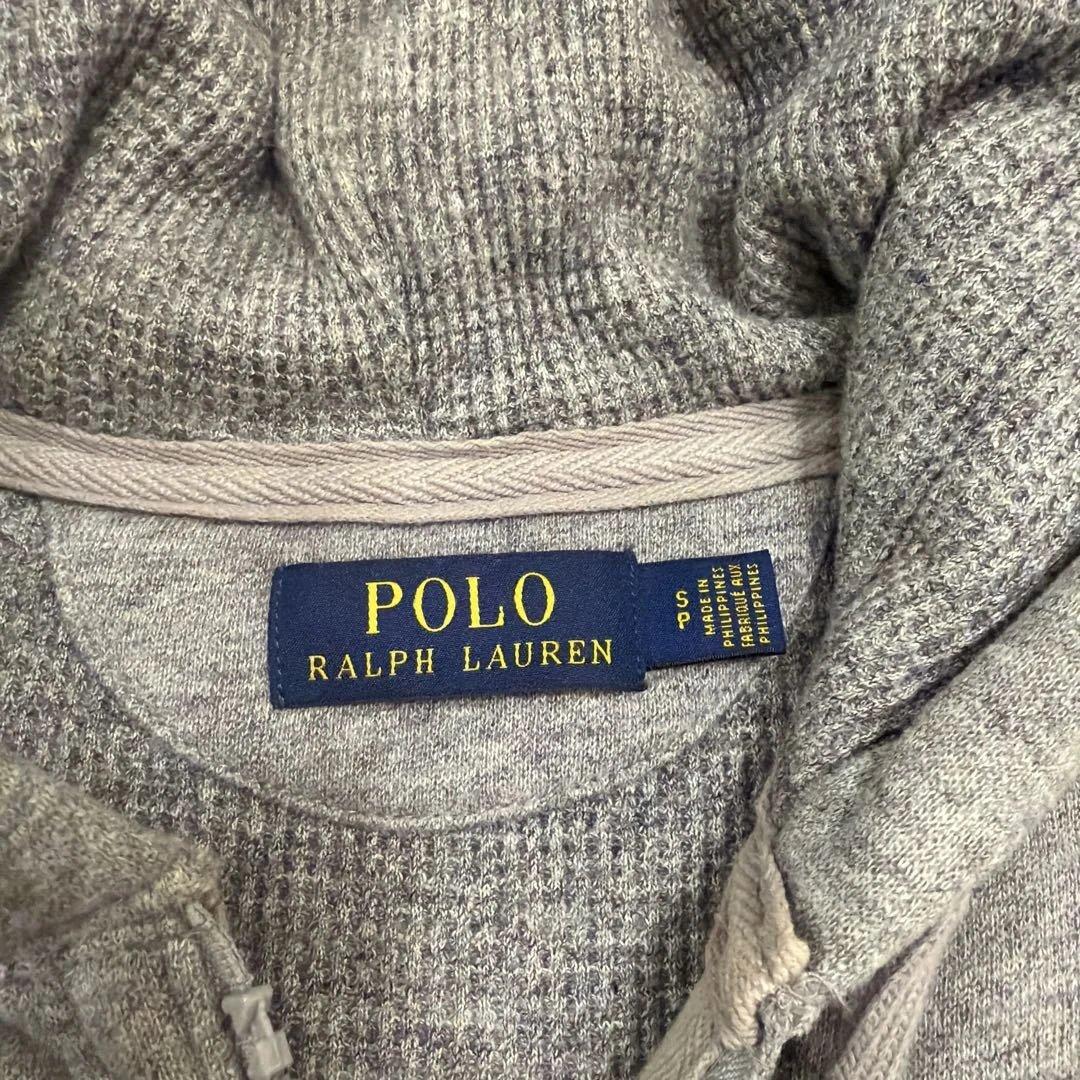 POLO
RALPH LAUREN
S
P
MADE IN
PHILIPPINES
FABRIQUÉ AUX
PHILIPPINES